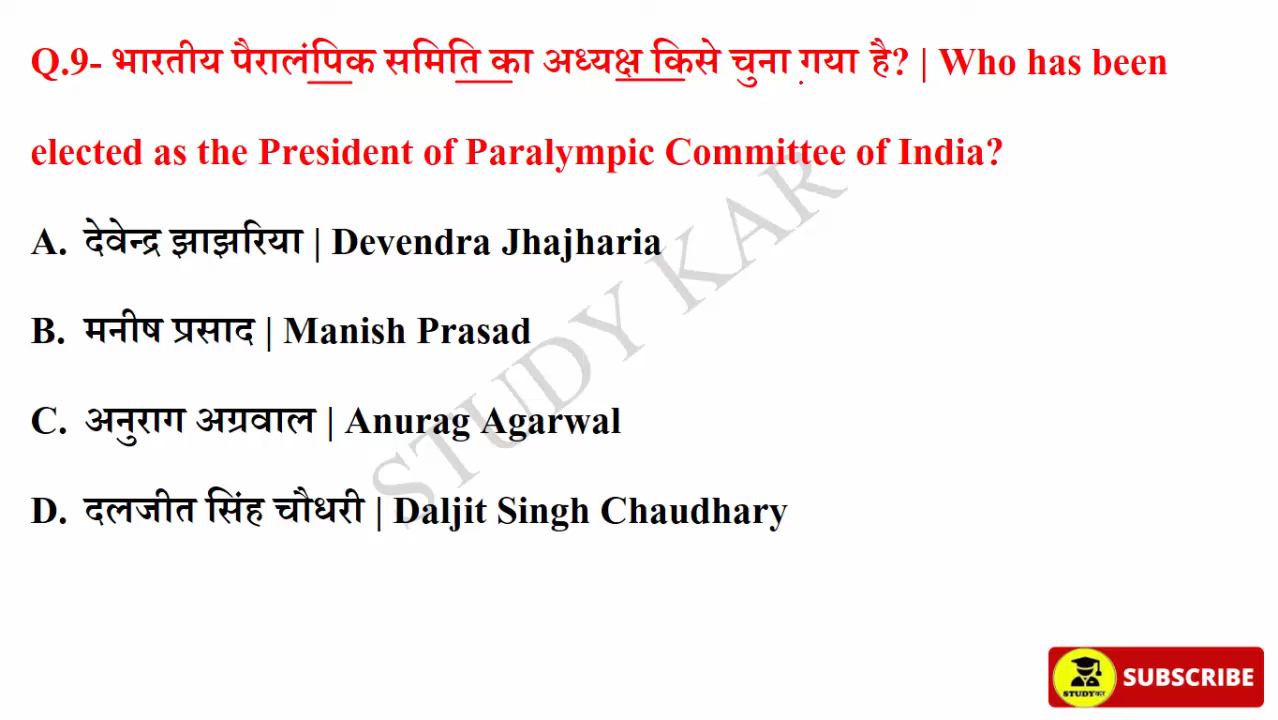 Q.9- भारतीय पैरालंपिक समिति का अध्यक्ष किसे चुना गया है? | Who has been
elected as the President of Paralympic Committee of India?
A. देवेन्द्र झाझरिया | Devendra Jhajharia
B. मनीष प्रसाद | Manish Prasad
C. अनुराग अग्रवाल | Anurag Agarwal
D. दलजीत सिंह चौधरी | Daljit Singh Chaudhary
STUDY KAR
SUBSCRIBE
STUDYकर